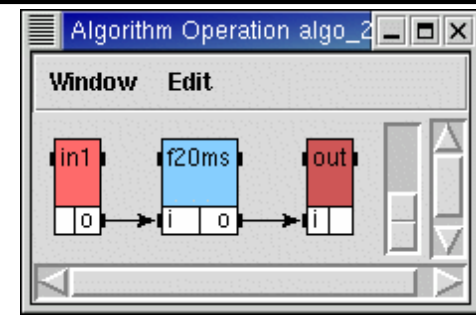 Algorithm Operation algo_2
Window Edit
in1 f20ms out
o i o i